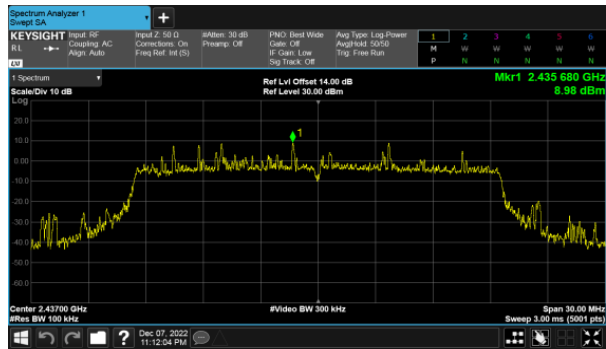 Spectrum Analyzer 1
Swept SA
+
KEYSIGHT Input: RF Input Z: 50 Ω #Atten: 30 dB PNO: Best Wide Avg Type: Log-Power 1 2 3 4 5 6
RL Coupling: AC Corrections: On Preamp: Off Gate: Off Avg|Hold: 50/50 M W W W W W
Align: Auto Freq Ref: Int (S) IF Gain: Low Trig: Free Run
LXI Sig Track: Off P N N N N N
1 Spectrum Ref Lvl Offset 14.00 dB Mkr1 2.435 680 GHz
Scale/Div 10 dB Ref Level 30.00 dBm 8.98 dBm
Log
20.0
10.0
1
0.00
-10.0
-20.0
-30.0
-40.0
-50.0
-60.0
Center 2.43700 GHz #Video BW 300 kHz Span 30.00 MHz
#Res BW 100 kHz Sweep 3.00 ms (5001 pts)
? Dec 07, 2022
11:12:04 PM